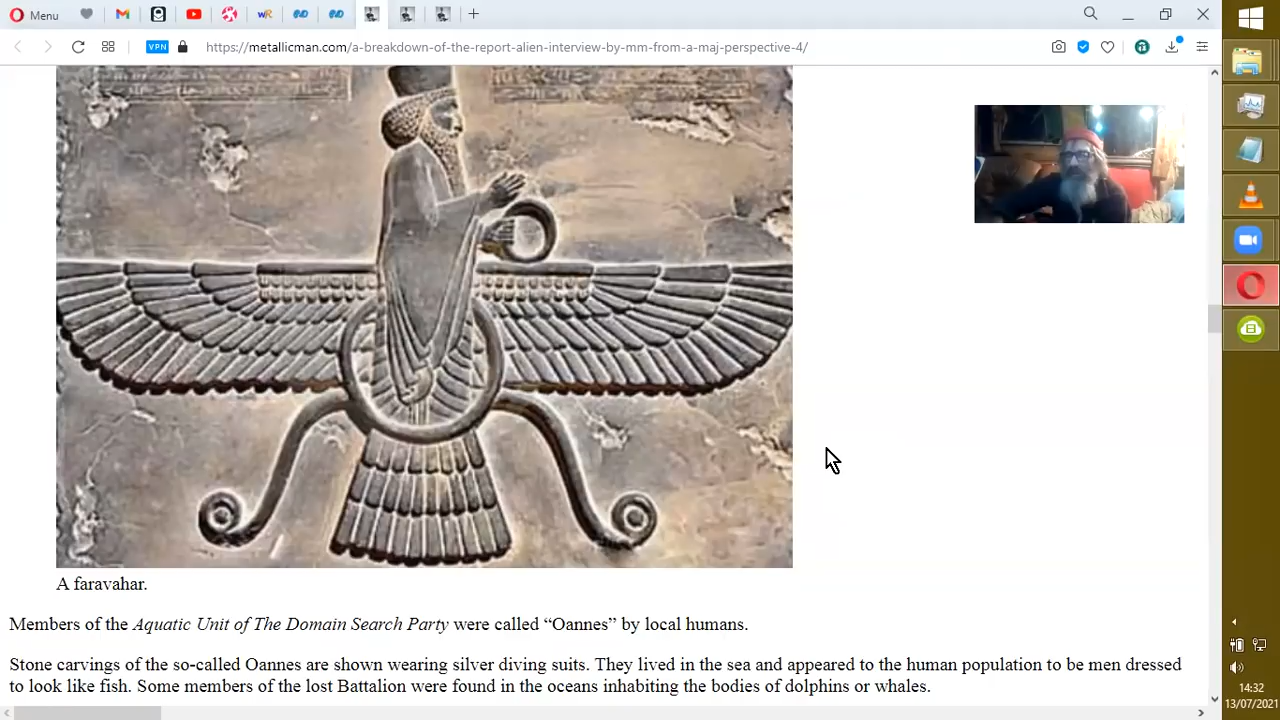 Menu
wR
VPN
https://metallicman.com/a-breakdown-of-the-report-alien-interview-by-mm-from-a-maj-perspective-4/
A faravahar.
Members of the Aquatic Unit of The Domain Search Party were called “Oannes” by local humans.
Stone carvings of the so-called Oannes are shown wearing silver diving suits. They lived in the sea and appeared to the human population to be men dressed
to look like fish. Some members of the lost Battalion were found in the oceans inhabiting the bodies of dolphins or whales.
14:32
13/07/2021